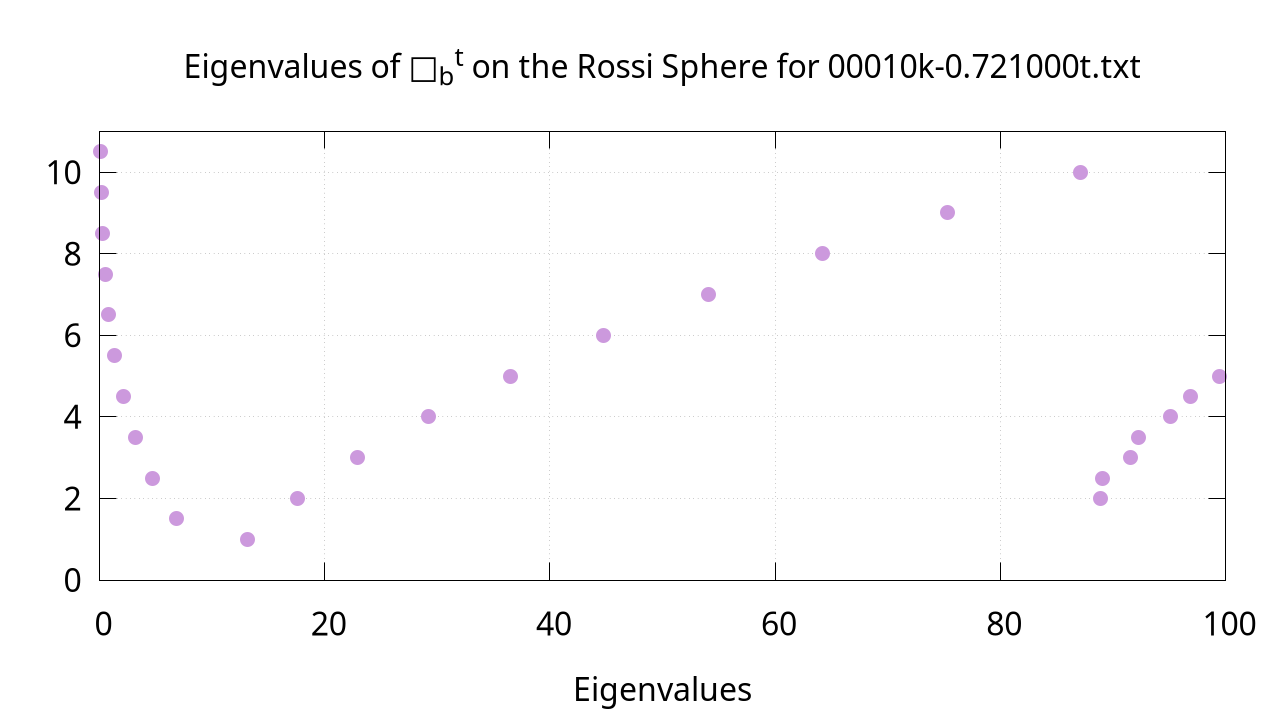 Eigenvalues of □bt on the Rossi Sphere for 00010k-0.721000t.txt
10
8
6
4
2
0
0 20 40 60 80 100
Eigenvalues